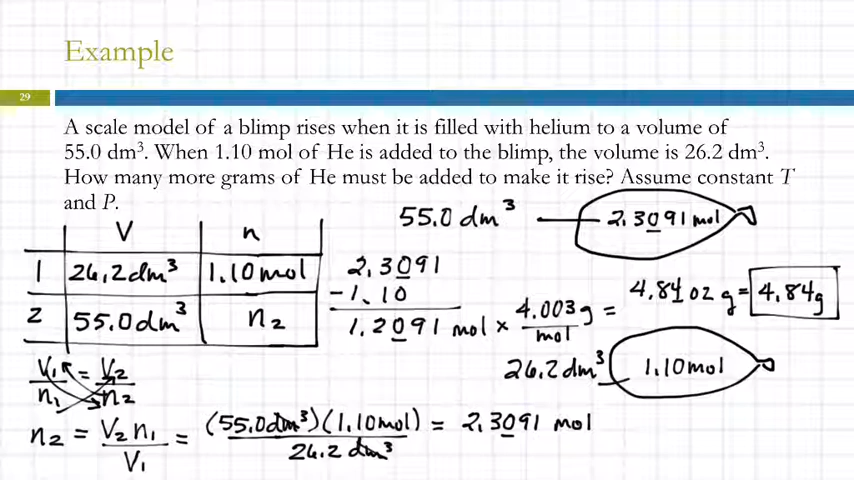 Example
29
A scale model of a blimp rises when it is filled with helium to a volume of
55.0 dm³. When 1.10 mol of He is added to the blimp, the volume is 26.2 dm³.
How many more grams of He must be added to make it rise? Assume constant T
and P.
55.0 dm³ — 2.3091 mol
V n
1 26.2 dm³ 1.10 mol
2 55.0 dm³ n₂
2.3091
-1.10
1.2091 mol × 4.003 g / mol = 4.8402 g = 4.84 g
26.2 dm³ — 1.10 mol
V₁/n₁ = V₂/n₂
n₂ = V₂ n₁ / V₁ = (55.0 dm³)(1.10 mol) / 26.2 dm³ = 2.3091 mol